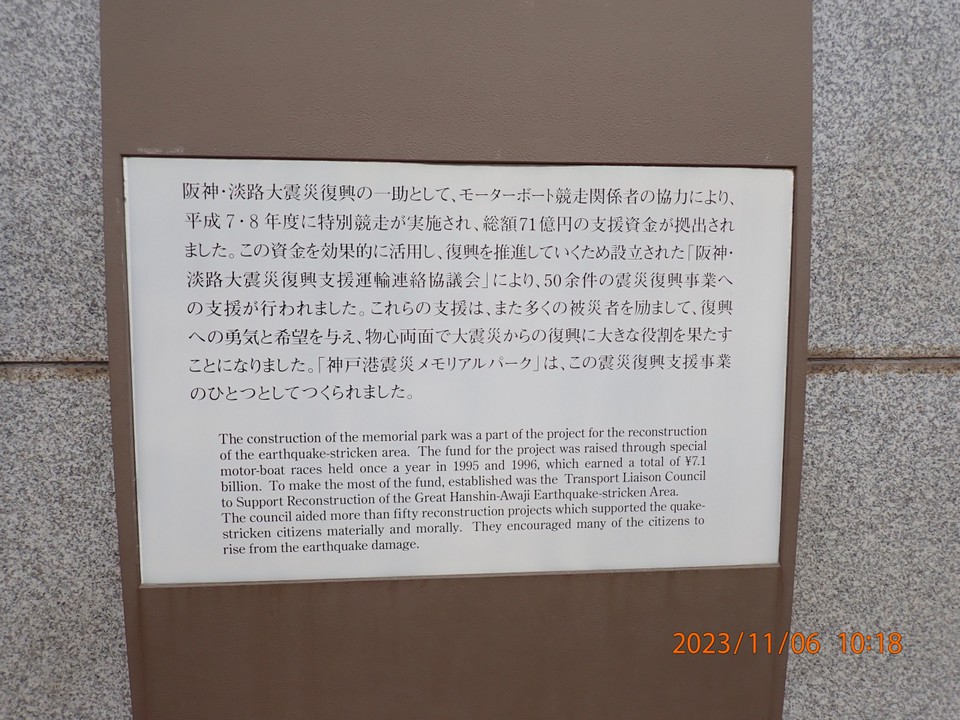 阪神・淡路大震災復興の一助として、モーターボート競走関係者の協力により、
平成7・8年度に特別競走が実施され、総額71億円の支援資金が拠出され
ました。この資金を効果的に活用し、復興を推進していくため設立された「阪神・
淡路大震災復興支援運輸連絡協議会」により、50余件の震災復興事業へ
の支援が行われました。これらの支援は、また多くの被災者を励まして、復興
への勇気と希望を与え、物心両面で大震災からの復興に大きな役割を果たす
ことになりました。「神戸港震災メモリアルパーク」は、この震災復興支援事業
のひとつとしてつくられました。
The construction of the memorial park was a part of the project for the reconstruction
of the earthquake-stricken area. The fund for the project was raised through special
motor-boat races held once a year in 1995 and 1996, which earned a total of ¥7.1
billion. To make the most of the fund, established was the Transport Liaison Council
to Support Reconstruction of the Great Hanshin-Awaji Earthquake-stricken Area.
The council aided more than fifty reconstruction projects which supported the quake-
stricken citizens materially and morally. They encouraged many of the citizens to
rise from the earthquake damage.
2023/11/06 10:18